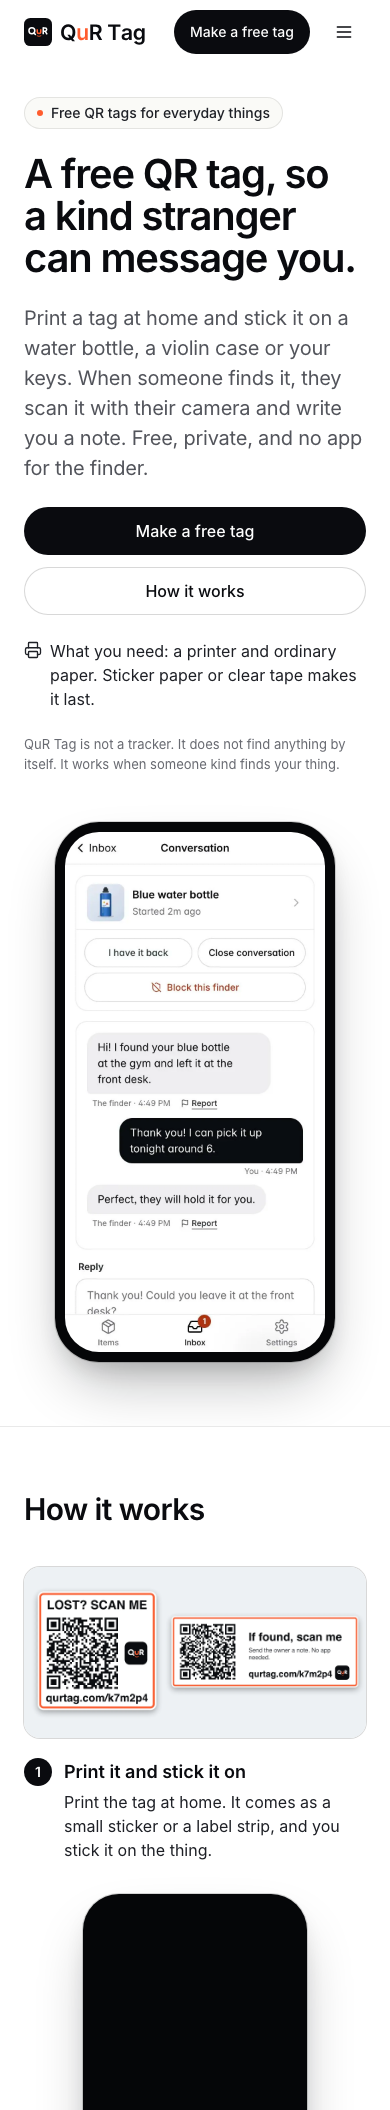 QuR
QuR Tag
Make a free tag
Free QR tags for everyday things
A free QR tag, so
a kind stranger
can message you.
Print a tag at home and stick it on a
water bottle, a violin case or your
keys. When someone finds it, they
scan it with their camera and write
you a note. Free, private, and no app
for the finder.
Make a free tag
How it works
What you need: a printer and ordinary
paper. Sticker paper or clear tape makes
it last.
QuR Tag is not a tracker. It does not find anything by
itself. It works when someone kind finds your thing.
Inbox
Conversation
Blue water bottle
Started 2m ago
I have it back
Close conversation
Block this finder
Hi! I found your blue bottle
at the gym and left it at the
front desk.
The finder · 4:49 PM
Report
Thank you! I can pick it up
tonight around 6.
You · 4:49 PM
Perfect, they will hold it for you.
The finder · 4:49 PM
Report
Reply
Thank you! Could you leave it at the front
desk?
Items
1
Inbox
Settings
How it works
LOST? SCAN ME
QuR
qurtag.com/k7m2p4
If found, scan me
Send the owner a note. No app
needed.
qurtag.com/k7m2p4
QuR
1
Print it and stick it on
Print the tag at home. It comes as a
small sticker or a label strip, and you
stick it on the thing.